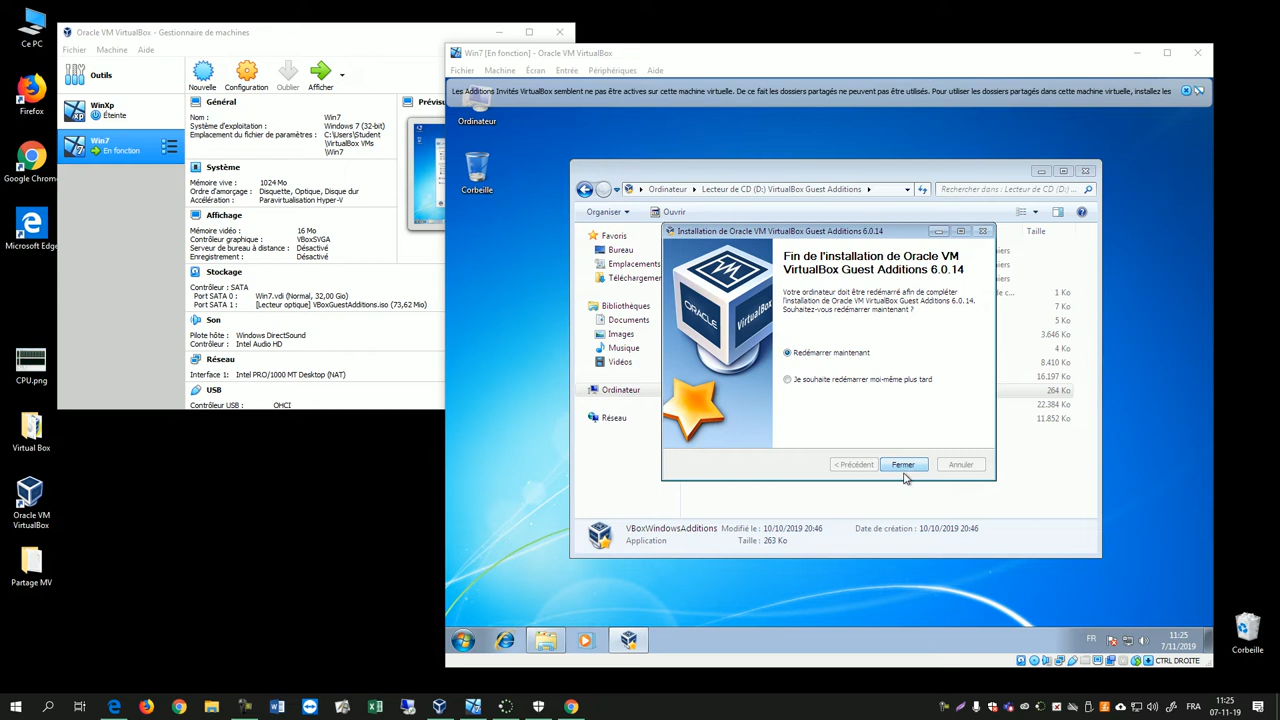 Ce PC
Firefox
Google Chrome
Microsoft Edge
CPU.png
Virtual Box
Oracle VM
VirtualBox
Partage MV
Oracle VM VirtualBox - Gestionnaire de machines
Fichier Machine Aide
Outils
Nouvelle Configuration Oublier Afficher
WinXp
Éteinte
Win7
En fonction
Général
Nom : Win7
Système d'exploitation : Windows 7 (32-bit)
Emplacement du fichier de paramètres : C:\Users\Student
\VirtualBox VMs
\Win7
Système
Mémoire vive : 1024 Mo
Ordre d'amorçage : Disquette, Optique, Disque dur
Accélération : Paravirtualisation Hyper-V
Affichage
Mémoire vidéo : 16 Mo
Contrôleur graphique : VBoxSVGA
Serveur de bureau à distance : Désactivé
Enregistrement : Désactivé
Stockage
Contrôleur : SATA
Port SATA 0 : Win7.vdi (Normal, 32,00 Gio)
Port SATA 1 : [Lecteur optique] VBoxGuestAdditions.iso (73,62 Mio)
Son
Pilote hôte : Windows DirectSound
Contrôleur : Intel Audio HD
Réseau
Interface 1 : Intel PRO/1000 MT Desktop (NAT)
USB
Contrôleur USB : OHCI
Prévisu
Win7 [En fonction] - Oracle VM VirtualBox
Fichier Machine Écran Entrée Périphériques Aide
Les Additions Invités VirtualBox semblent ne pas être actives sur cette machine virtuelle. De ce fait les dossiers partagés ne peuvent pas être utilisés. Pour utiliser les dossiers partagés dans cette machine virtuelle, installez les
Ordinateur
Corbeille
Ordinateur Lecteur de CD (D:) VirtualBox Guest Additions
Rechercher dans : Lecteur de CD (D:) ...
Organiser Ouvrir
Favoris
Bureau
Emplacements
Téléchargemen
Bibliothèques
Documents
Images
Musique
Vidéos
Ordinateur
Réseau
Taille
iers
iers
iers
de c... 1 Ko
7 Ko
5 Ko
3.646 Ko
4 Ko
8.410 Ko
16.197 Ko
264 Ko
22.384 Ko
11.852 Ko
Installation de Oracle VM VirtualBox Guest Additions 6.0.14
ORACLE
VirtualBox
Fin de l'installation de Oracle VM
VirtualBox Guest Additions 6.0.14
Votre ordinateur doit être redémarré afin de compléter
l'installation de Oracle VM VirtualBox Guest Additions 6.0.14.
Souhaitez-vous redémarrer maintenant ?
Redémarrer maintenant
Je souhaite redémarrer moi-même plus tard
< Précédent Fermer Annuler
VBoxWindowsAdditions Modifié le : 10/10/2019 20:46 Date de création : 10/10/2019 20:46
Application Taille : 263 Ko
FR
11:25
7/11/2019
CTRL DROITE
Corbeille
FRA
11:25
07-11-19